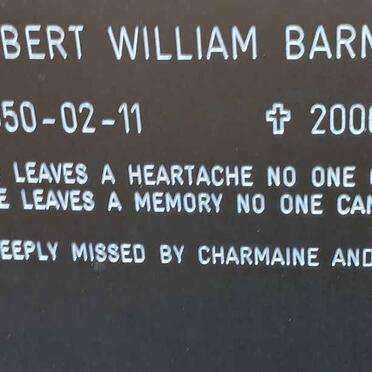 BERT WILLIAM BARN
50-02-11 ✝ 200
LEAVES A HEARTACHE NO ONE
E LEAVES A MEMORY NO ONE CAN
EEPLY MISSED BY CHARMAINE AND